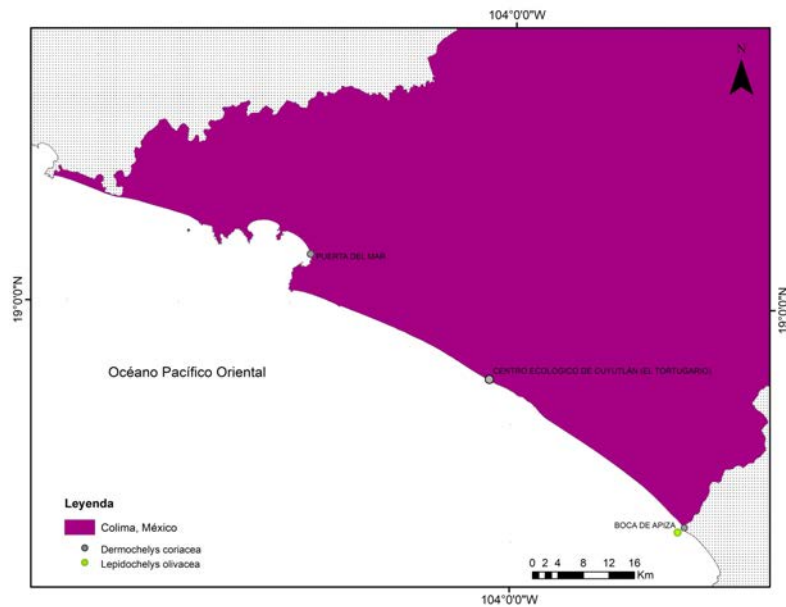 104°0'0"W
N
PUERTA DEL MAR
19°0'0"N
19°0'0"N
Océano Pacífico Oriental
CENTRO ECOLÓGICO DE CUYUTLÁN (EL TORTUGARIO)
Leyenda
Colima, México
Dermochelys coriacea
Lepidochelys olivacea
BOCA DE APIZA
0 2 4 8 12 16
Km
104°0'0"W